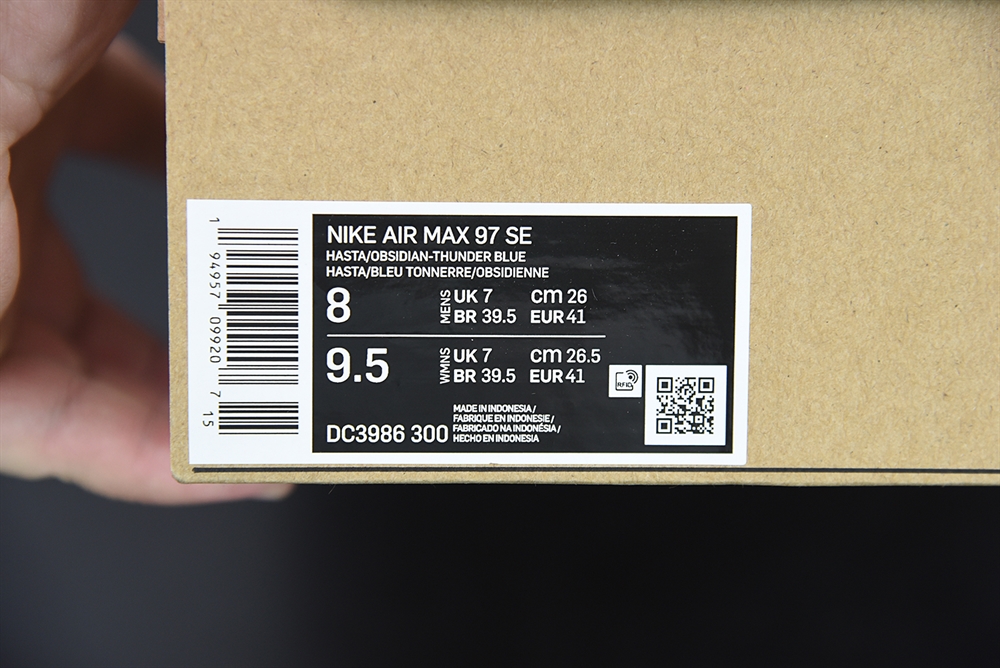 1 94957 09920 7 15
NIKE AIR MAX 97 SE
HASTA/OBSIDIAN-THUNDER BLUE
HASTA/BLEU TONNERRE/OBSIDIENNE
8 MENS UK 7 CM 26
BR 39.5 EUR 41
9.5 WMNS UK 7 CM 26.5
BR 39.5 EUR 41
RFID
MADE IN INDONESIA/
FABRIQUE EN INDONESIE/
FABRICADO NA INDONÉSIA/
HECHO EN INDONESIA
DC3986 300